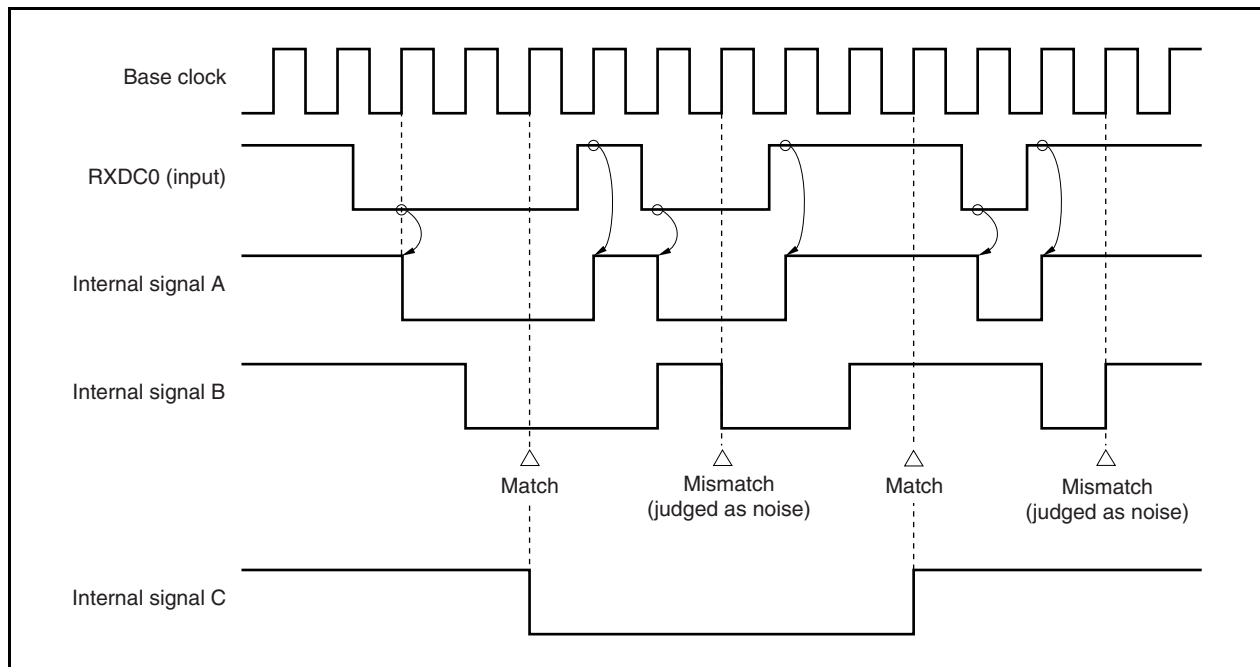 Base clock
RXDC0 (input)
Internal signal A
Internal signal B
Match
Mismatch
(judged as noise)
Match
Mismatch
(judged as noise)
Internal signal C